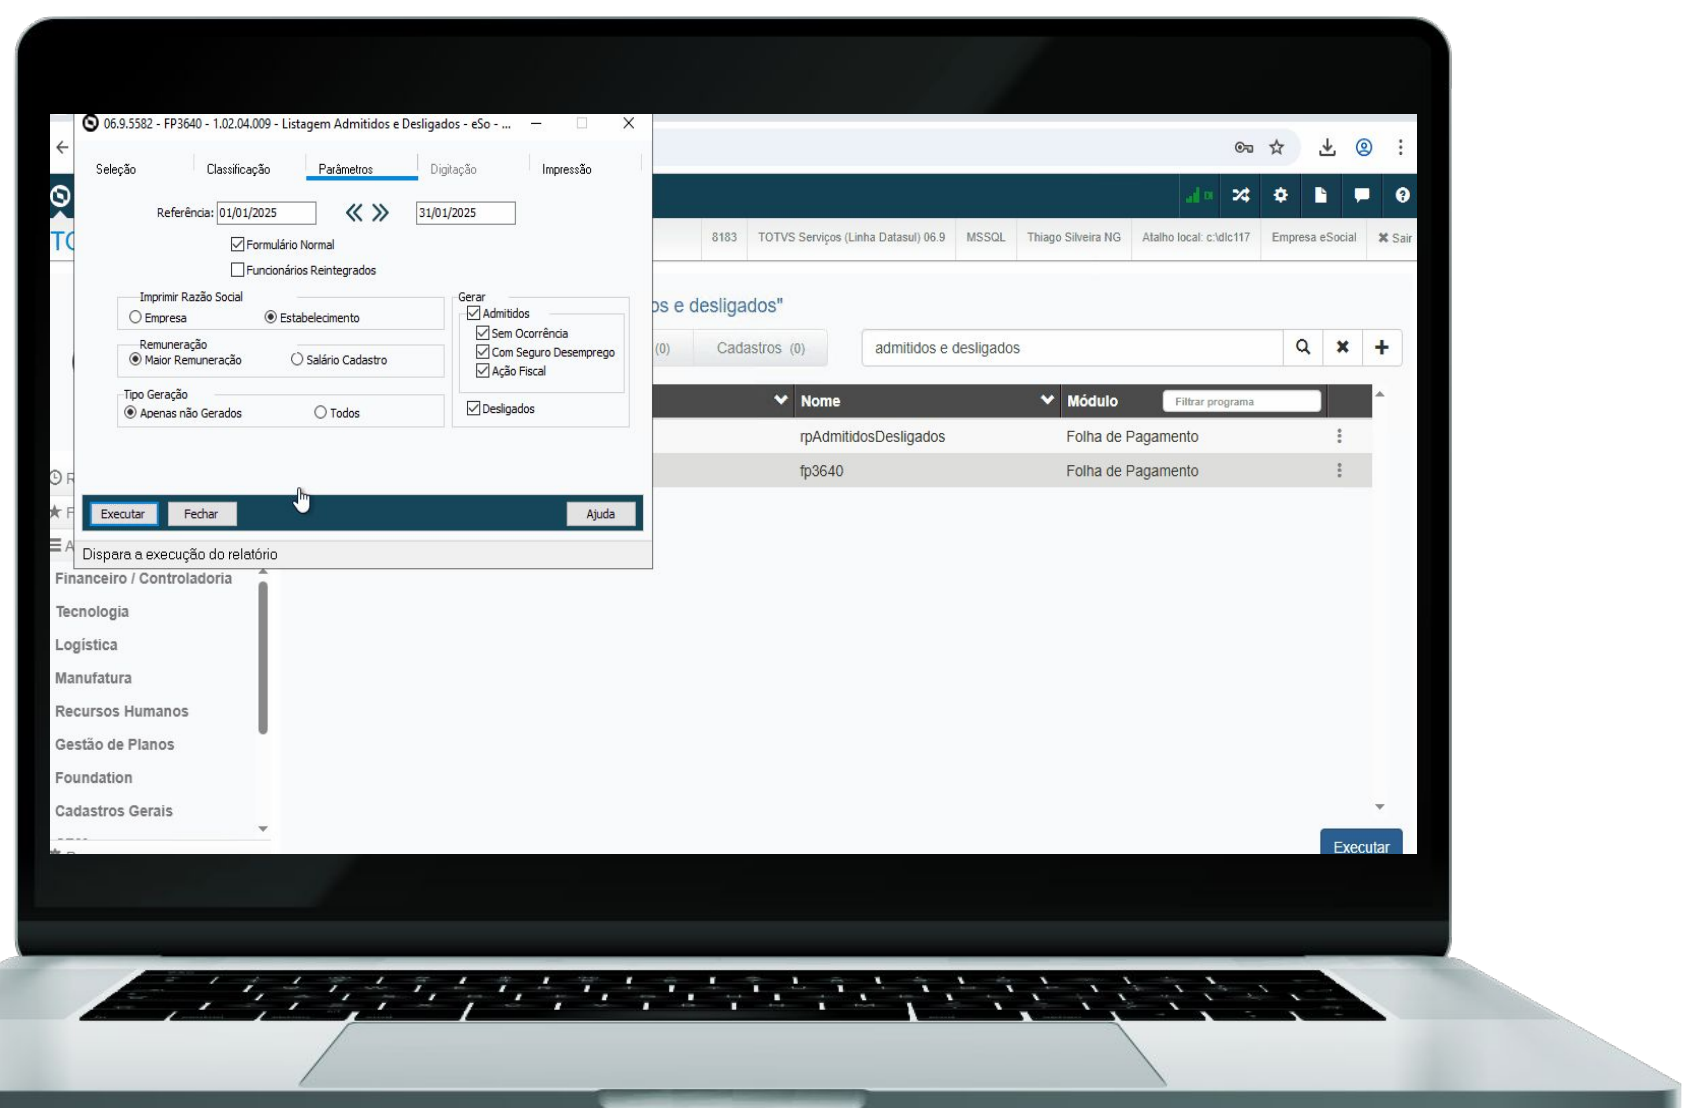 06.9.5582 - FP3640 - 1.02.04.009 - Listagem Admitidos e Desligados - eSo - ...
Seleção Classificação Parâmetros Digitação Impressão
Referência: 01/01/2025 31/01/2025
Formulário Normal
Funcionários Reintegrados
Imprimir Razão Social
Empresa Estabelecimento
Remuneração
Maior Remuneração Salário Cadastro
Tipo Geração
Apenas não Gerados Todos
Gerar
Admitidos
Sem Ocorrência
Com Seguro Desemprego
Ação Fiscal
Desligados
Executar Fechar Ajuda
Dispara a execução do relatório
8183 TOTVS Serviços (Linha Datasul) 06.9 MSSQL Thiago Silveira NG Atalho local: c:\dlc117 Empresa eSocial Sair
e desligados"
(0) Cadastros (0) admitidos e desligados
Nome Módulo Filtrar programa
rpAdmitidosDesligados Folha de Pagamento
fp3640 Folha de Pagamento
Financeiro / Controladoria
Tecnologia
Logística
Manufatura
Recursos Humanos
Gestão de Planos
Foundation
Cadastros Gerais
Executar